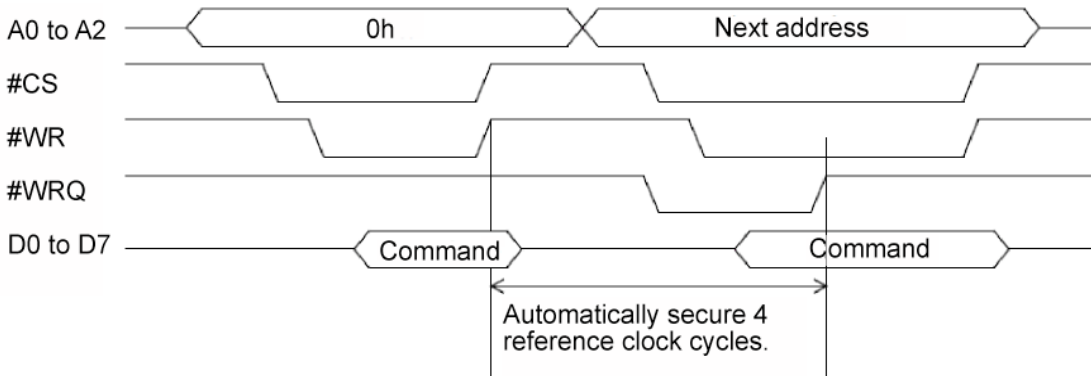 A0 to A2
0h
Next address
#CS
#WR
#WRQ
D0 to D7
Command
Command
Automatically secure 4
reference clock cycles.